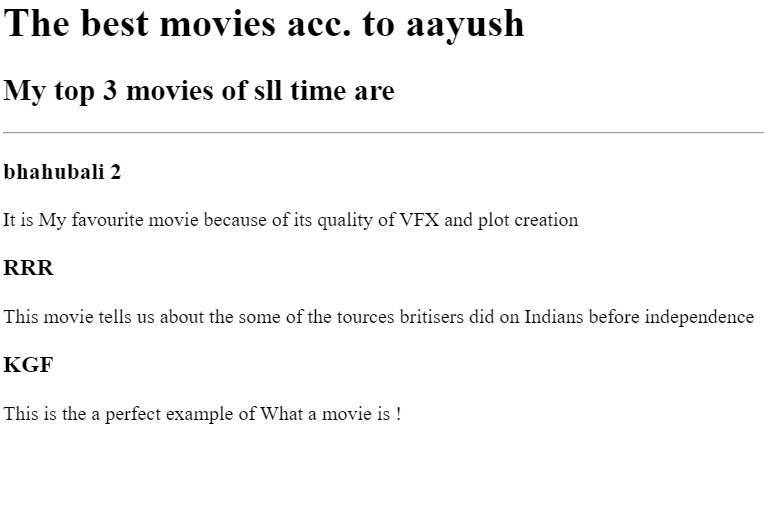 The best movies acc. to aayush
My top 3 movies of sll time are
bhahubali 2
It is My favourite movie because of its quality of VFX and plot creation
RRR
This movie tells us about the some of the tources britisers did on Indians before independence
KGF
This is the a perfect example of What a movie is !